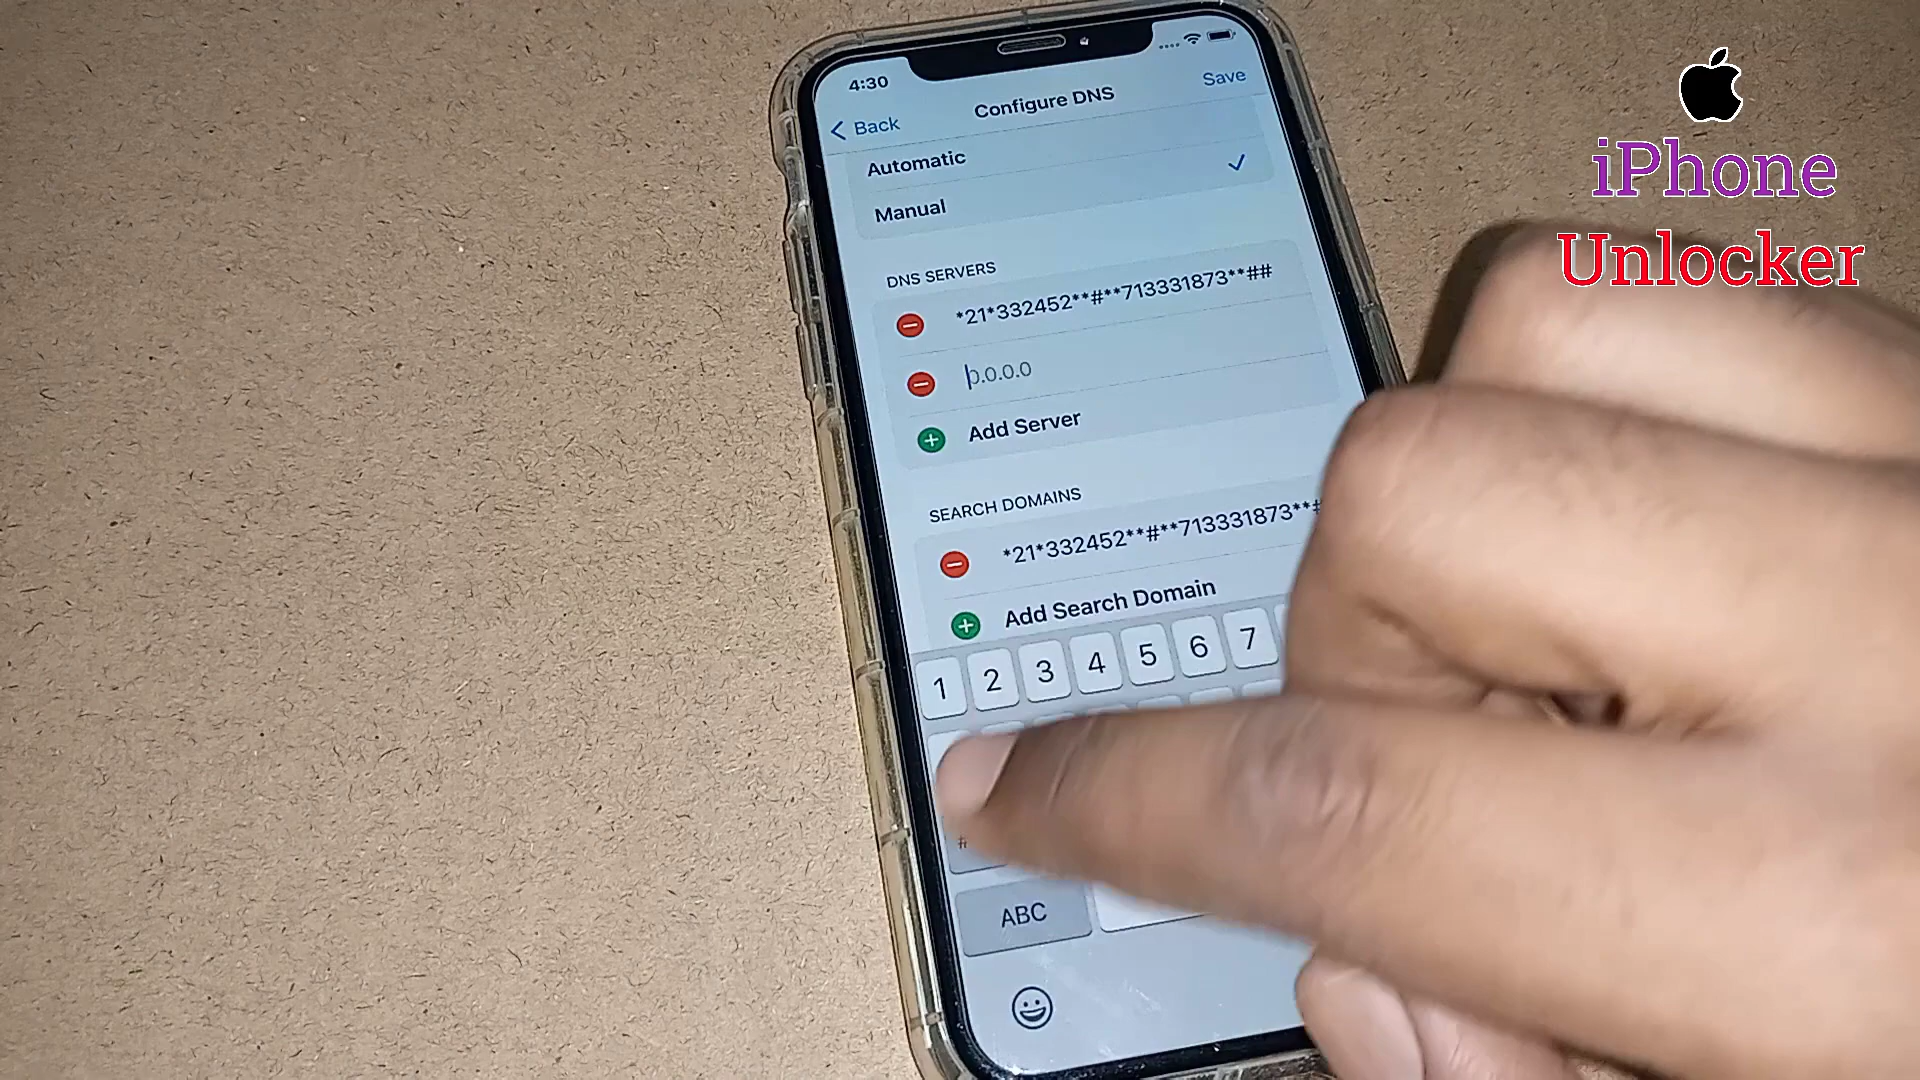 4:30
Save
Back
Configure DNS
Automatic
Manual
DNS SERVERS
*21*332452**#**713331873**##
0.0.0.0
Add Server
SEARCH DOMAINS
*21*332452**#**713331873**#
Add Search Domain
1 2 3 4 5 6 7
#
ABC
iPhone
Unlocker